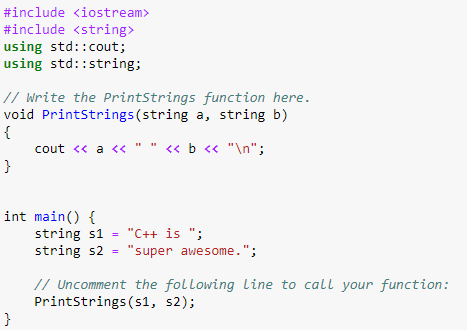 #include <iostream>
#include <string>
using std::cout;
using std::string;

// Write the PrintStrings function here.
void PrintStrings(string a, string b)
{
    cout << a << " " << b << "\n";
}


int main() {
    string s1 = "C++ is ";
    string s2 = "super awesome.";

    // Uncomment the following line to call your function:
    PrintStrings(s1, s2);
}